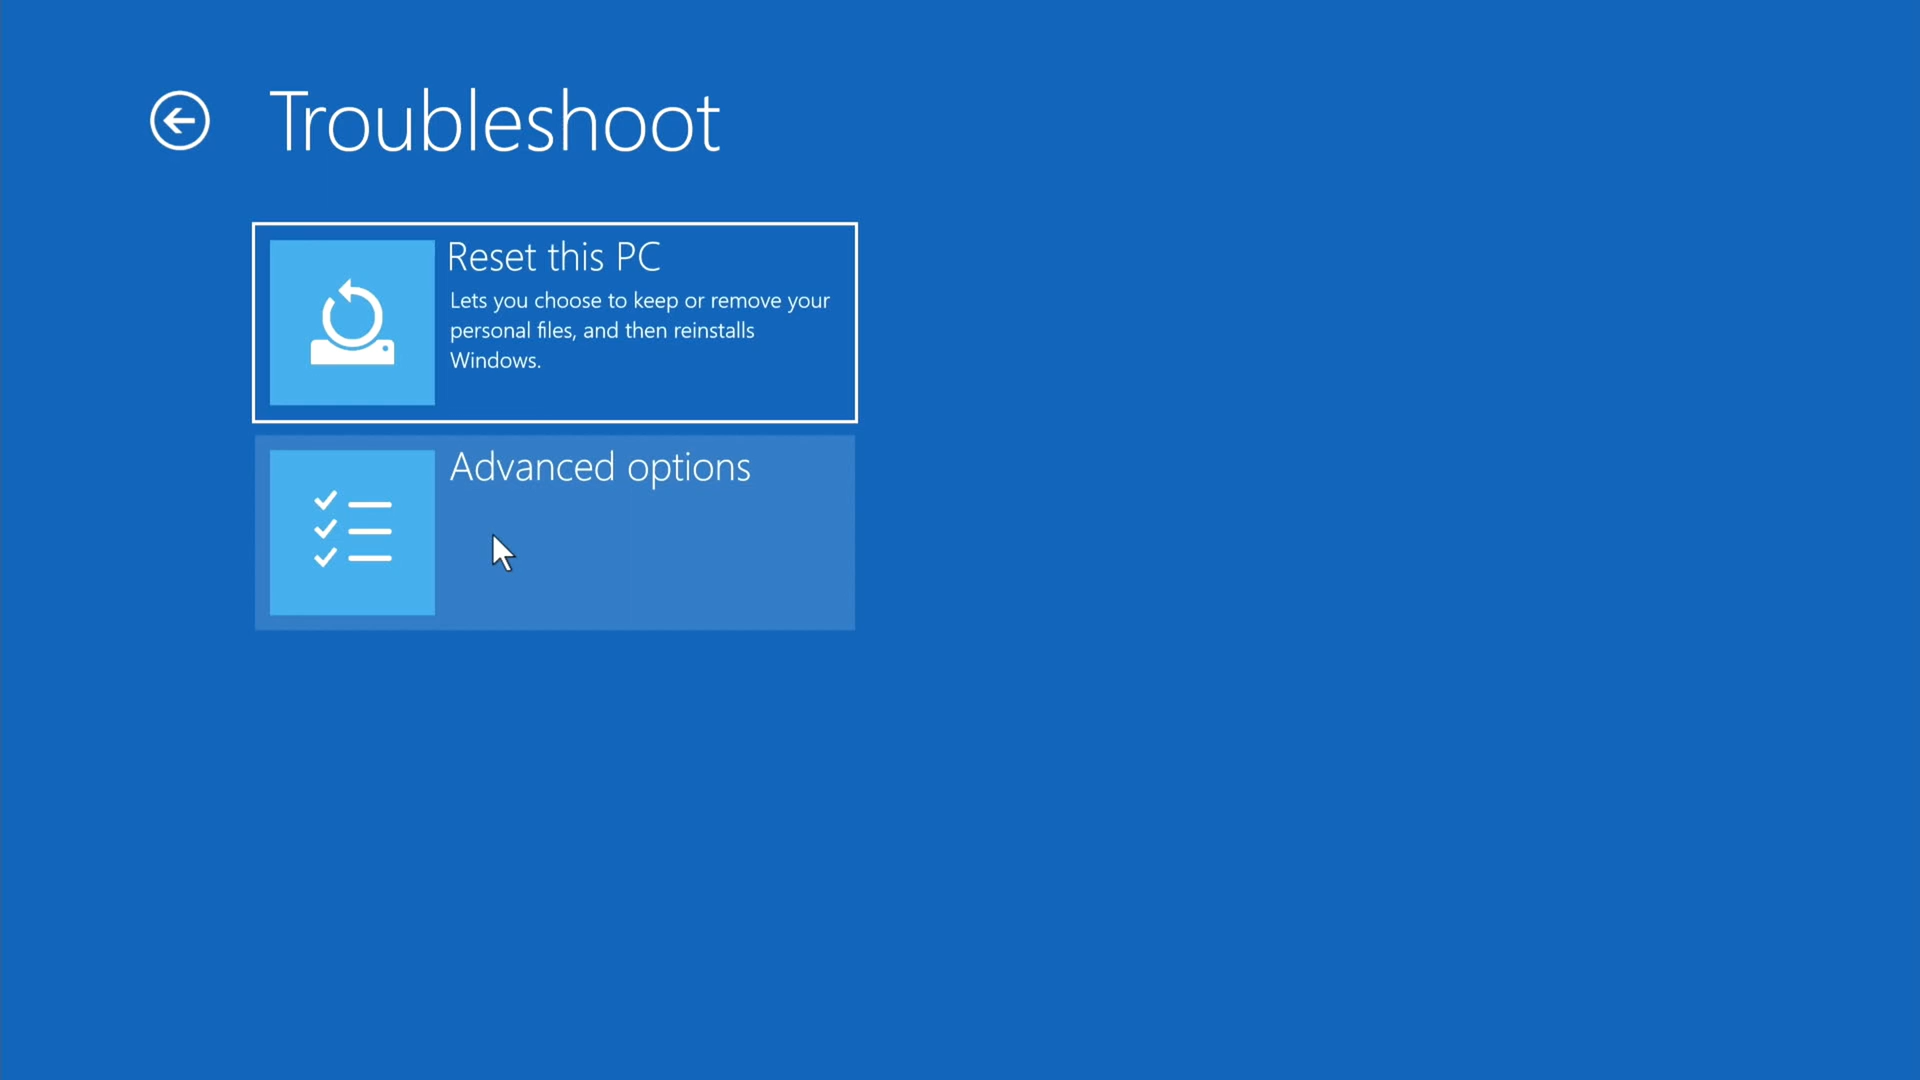 Troubleshoot
Reset this PC
Lets you choose to keep or remove your
personal files, and then reinstalls
Windows.
Advanced options